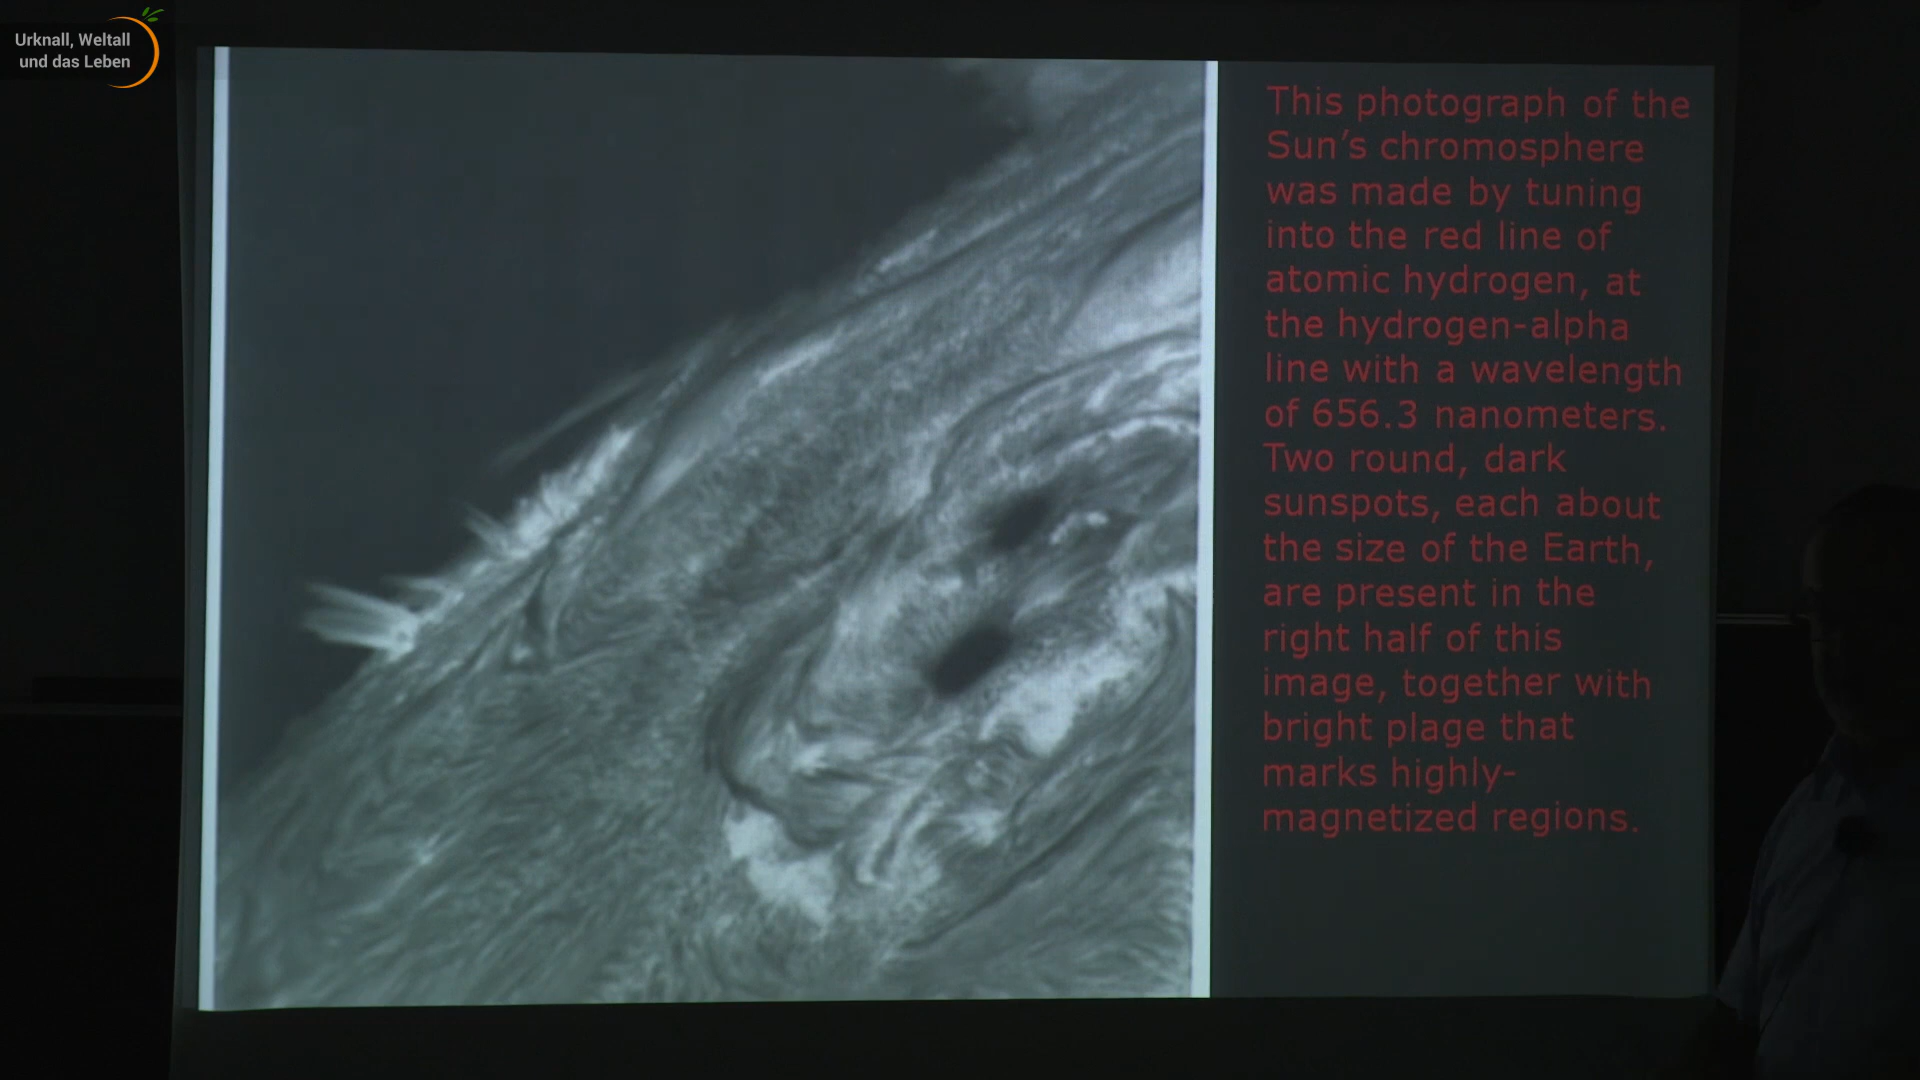 Urknall, Weltall
und das Leben
This photograph of the
Sun’s chromosphere
was made by tuning
into the red line of
atomic hydrogen, at
the hydrogen-alpha
line with a wavelength
of 656.3 nanometers.
Two round, dark
sunspots, each about
the size of the Earth,
are present in the
right half of this
image, together with
bright plage that
marks highly-
magnetized regions.